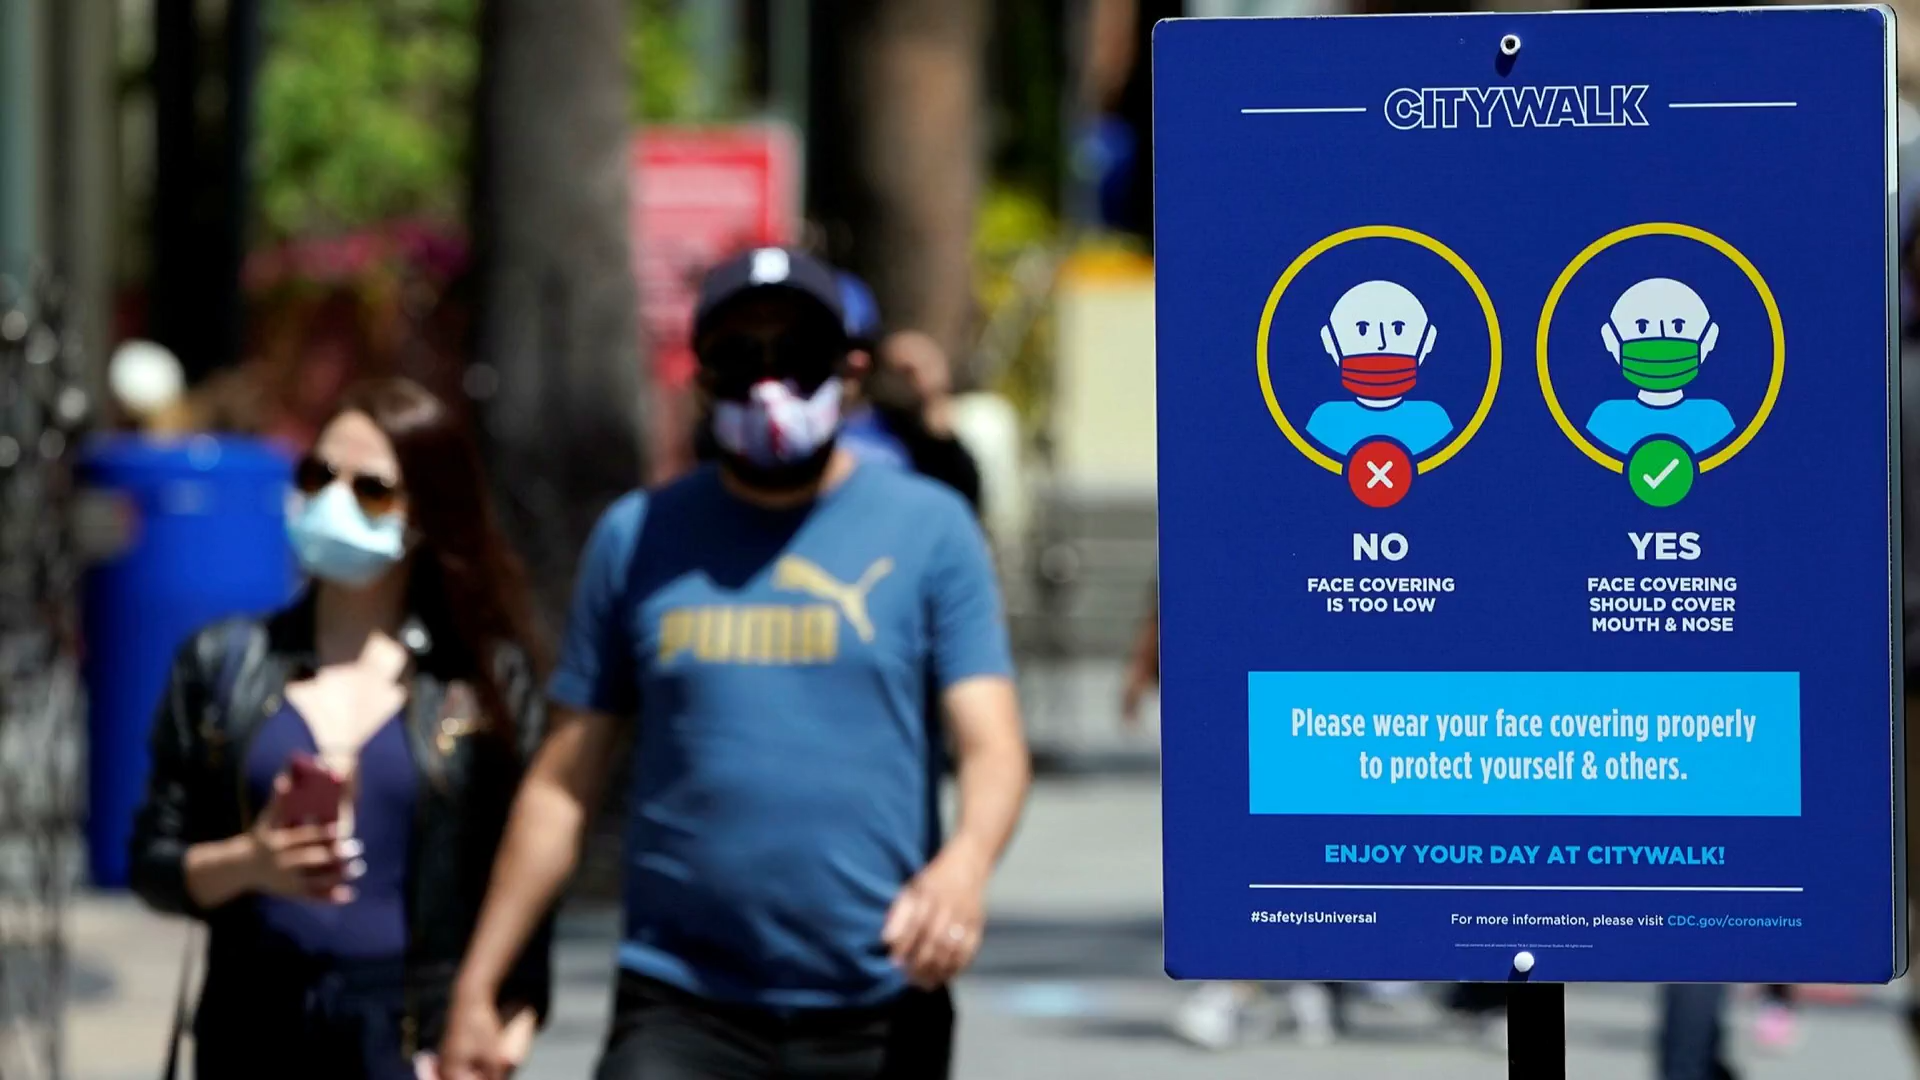 CITYWALK
NO
FACE COVERING
IS TOO LOW
YES
FACE COVERING
SHOULD COVER
MOUTH & NOSE
Please wear your face covering properly
to protect yourself & others.
ENJOY YOUR DAY AT CITYWALK!
#SafetyIsUniversal
For more information, please visit CDC.gov/coronavirus
PUMA